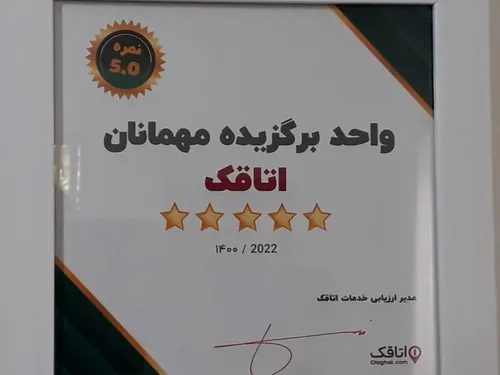 نمره
5.0
واحد برگزیده مهمانان
اتاقک
۱۴۰۰ / 2022
مدیر ارزیابی خدمات اتاقک
اتاقک
Otaghak.com